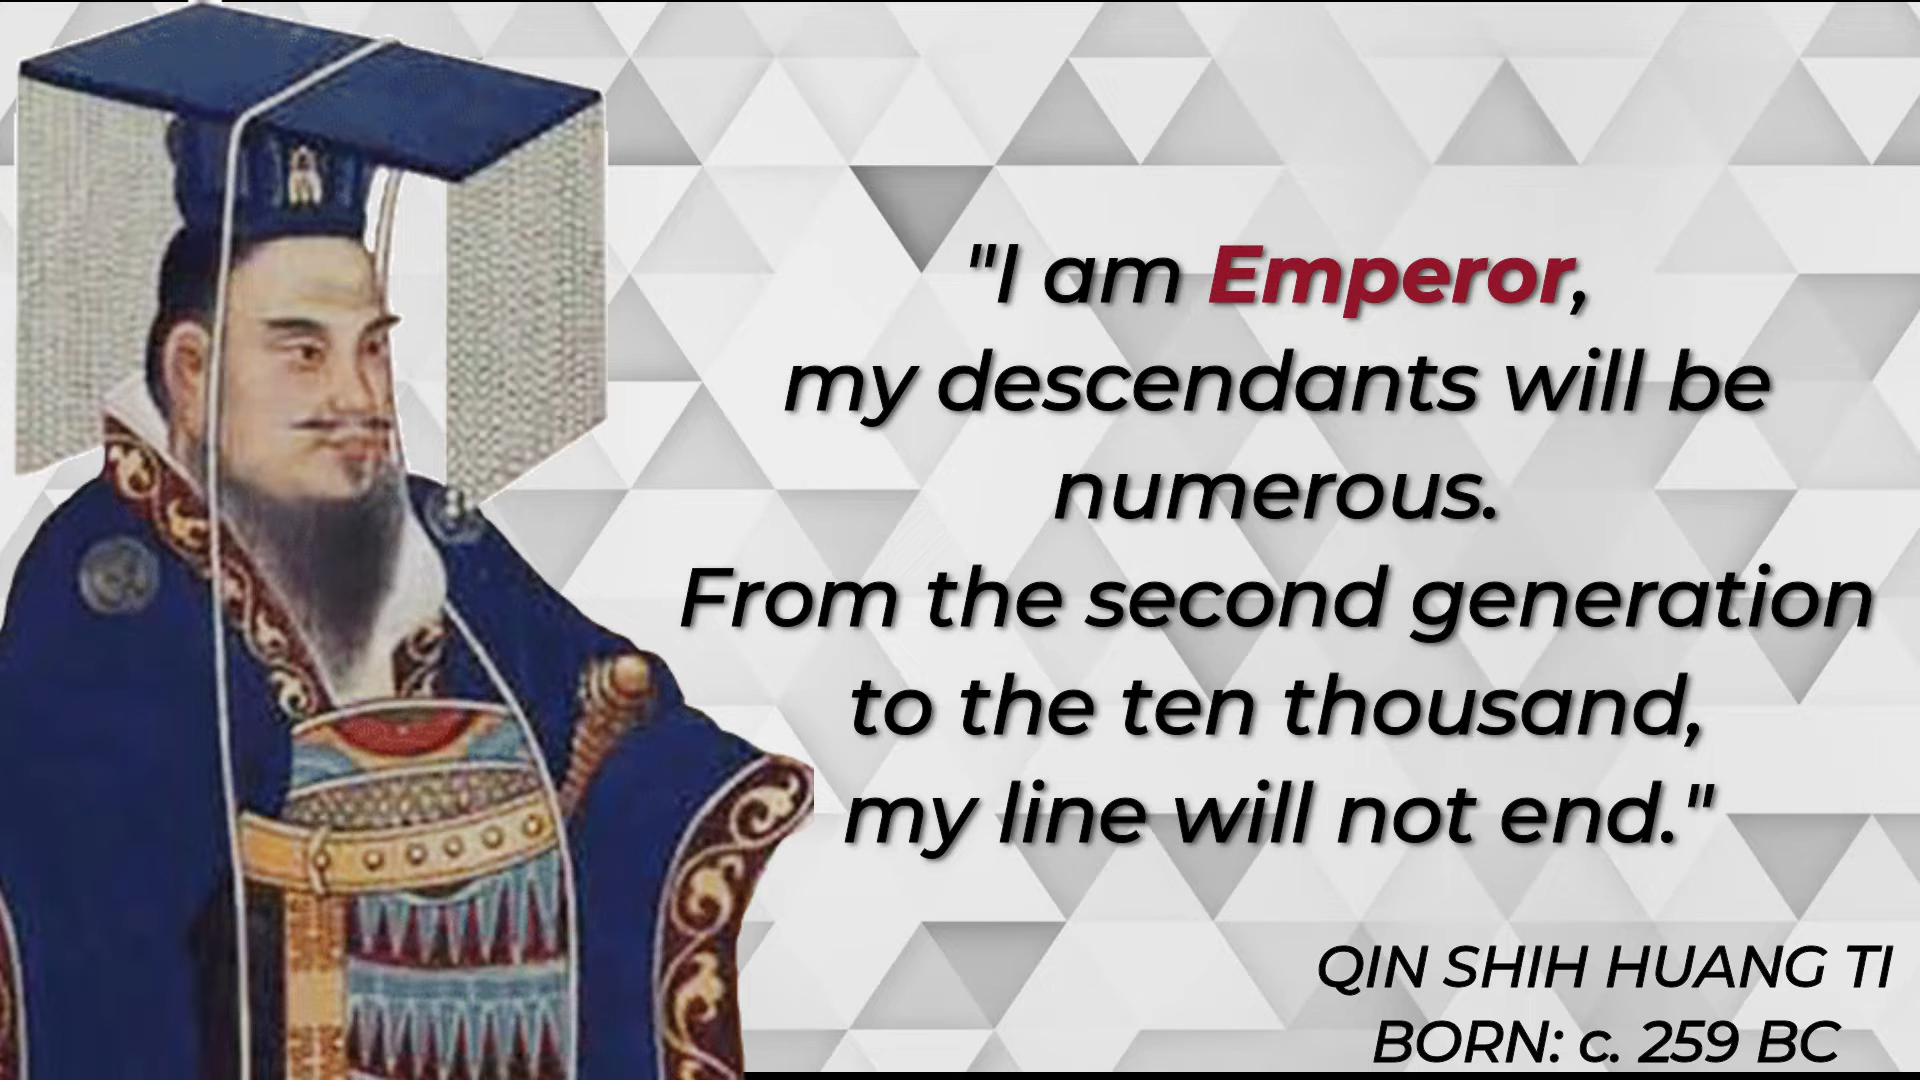 "I am Emperor,
my descendants will be
numerous.
From the second generation
to the ten thousand,
my line will not end."
QIN SHIH HUANG TI
BORN: c. 259 BC